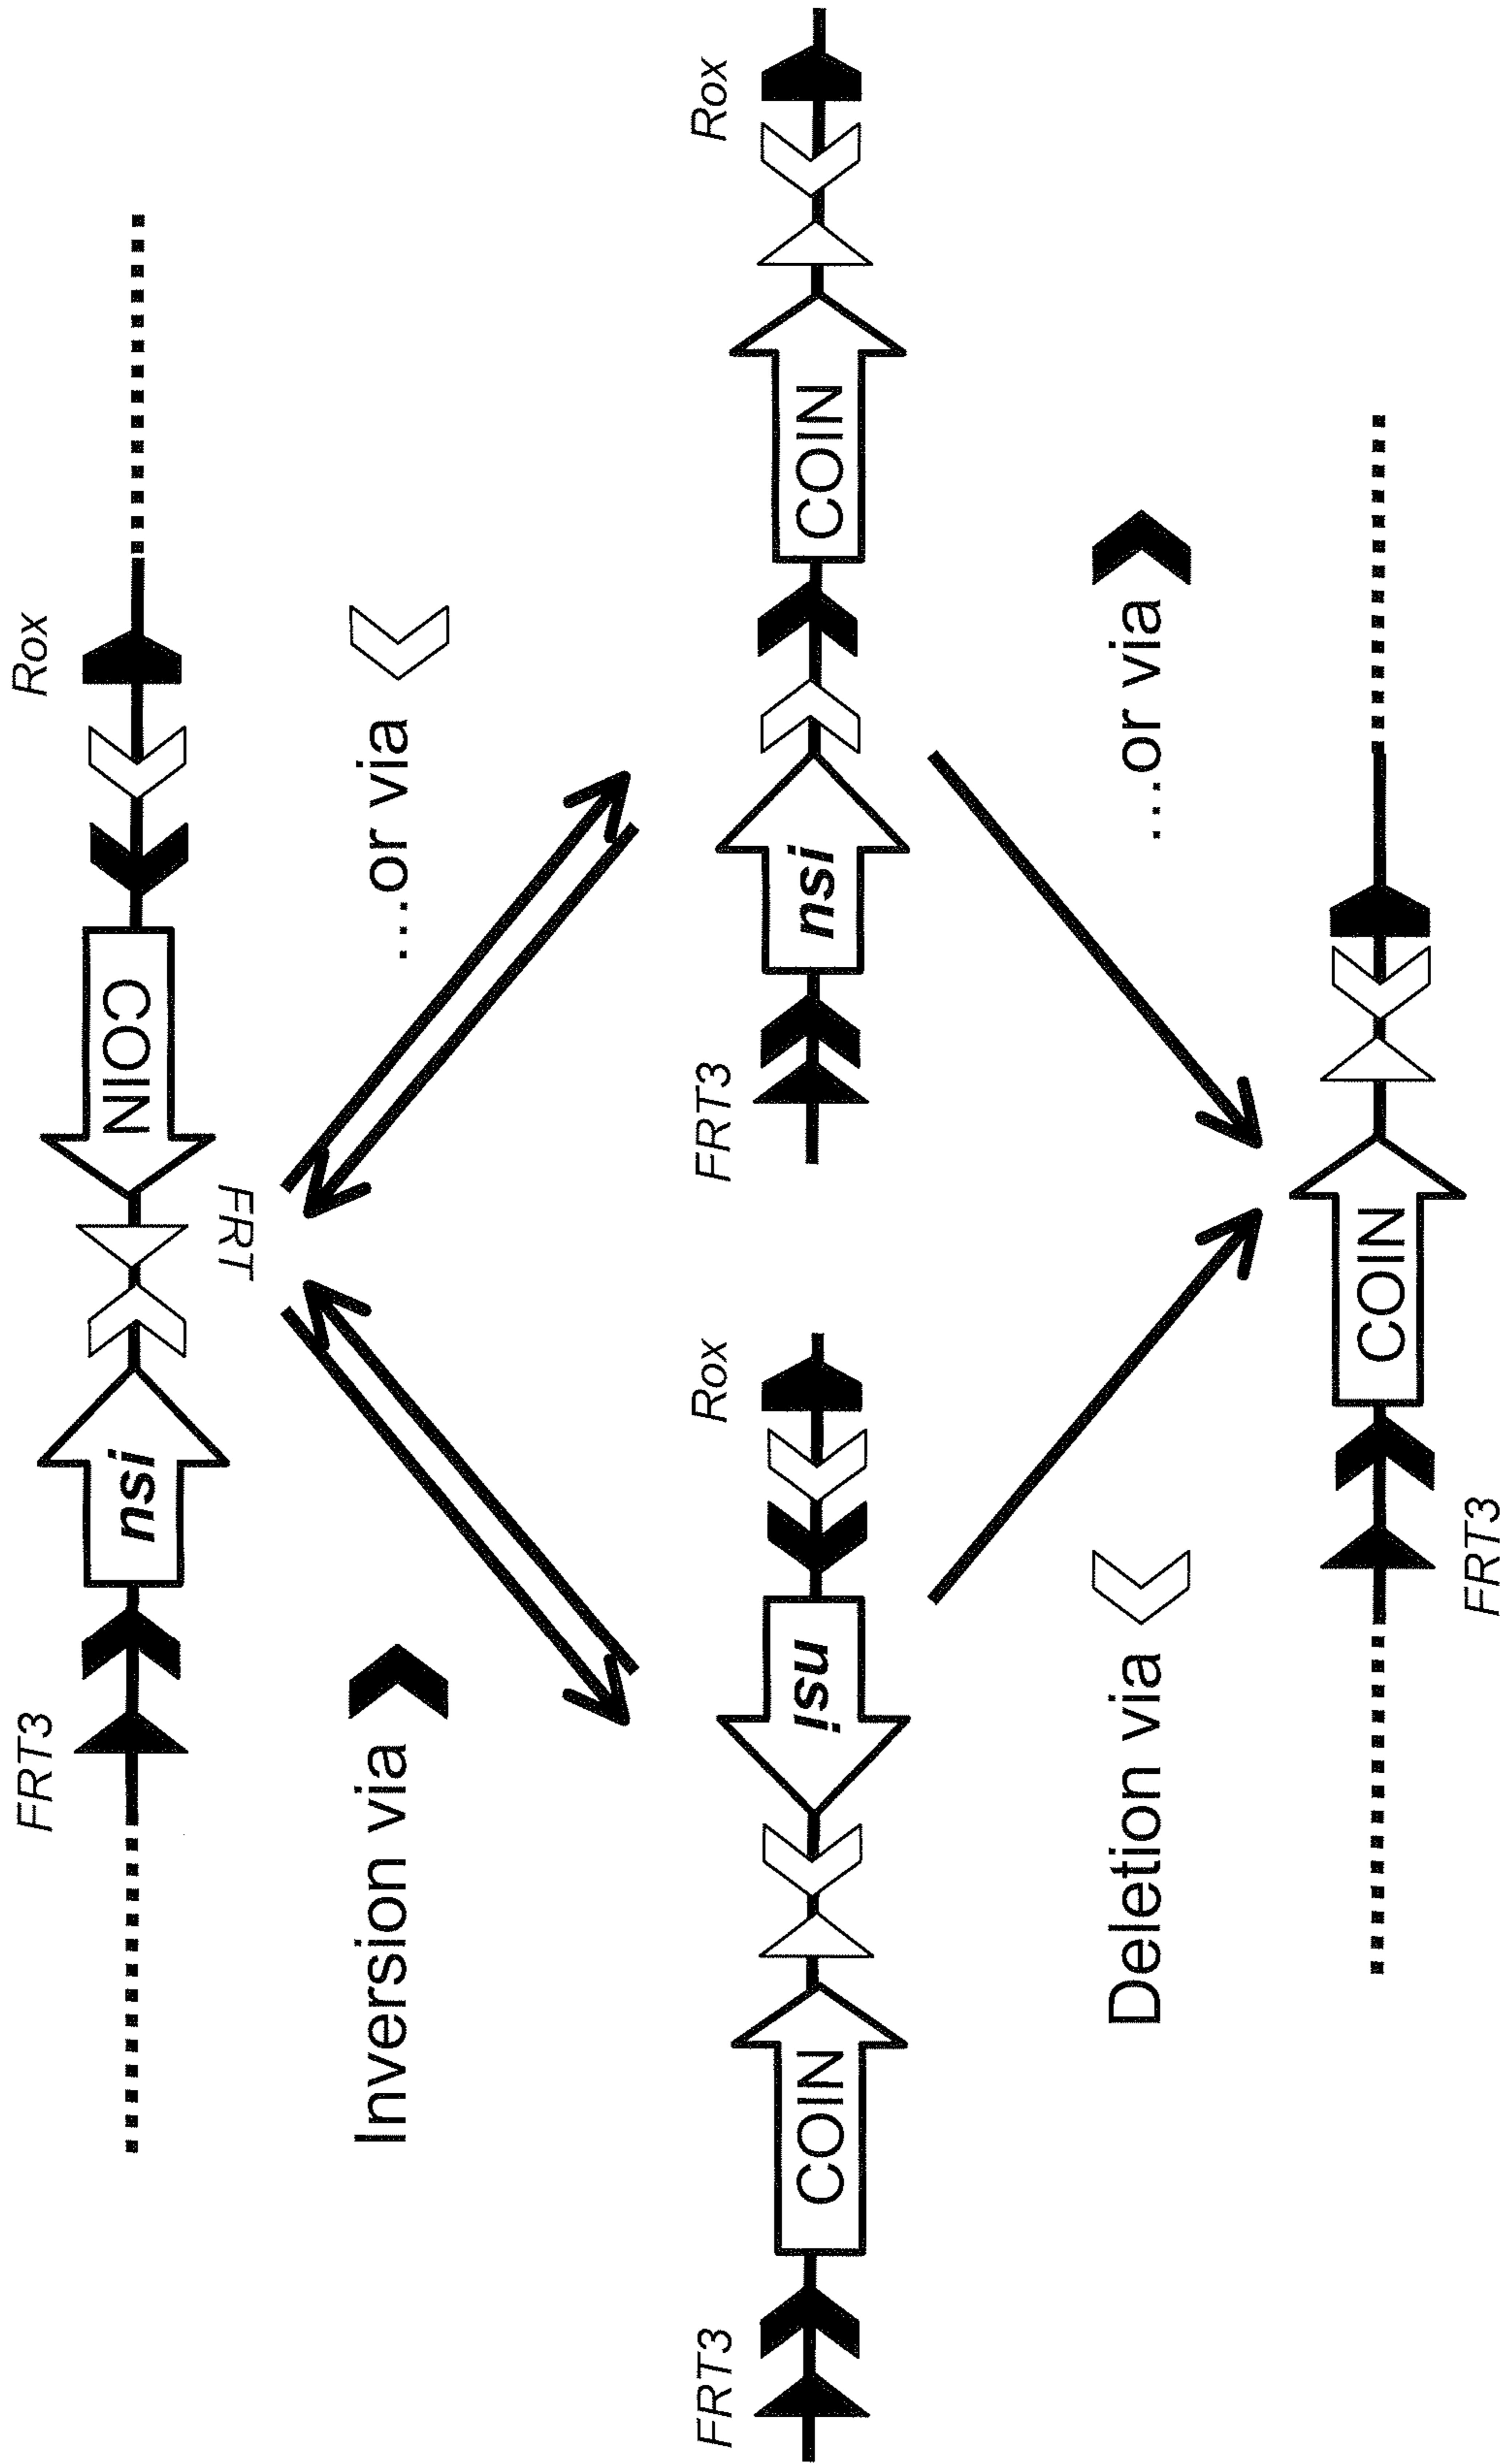 FRT3
Rox
nsi
COIN
FRT
Inversion via
...or via
FRT3
Rox
FRT3
Rox
COIN
nsi
nsi
COIN
Deletion via
...or via
COIN
FRT3